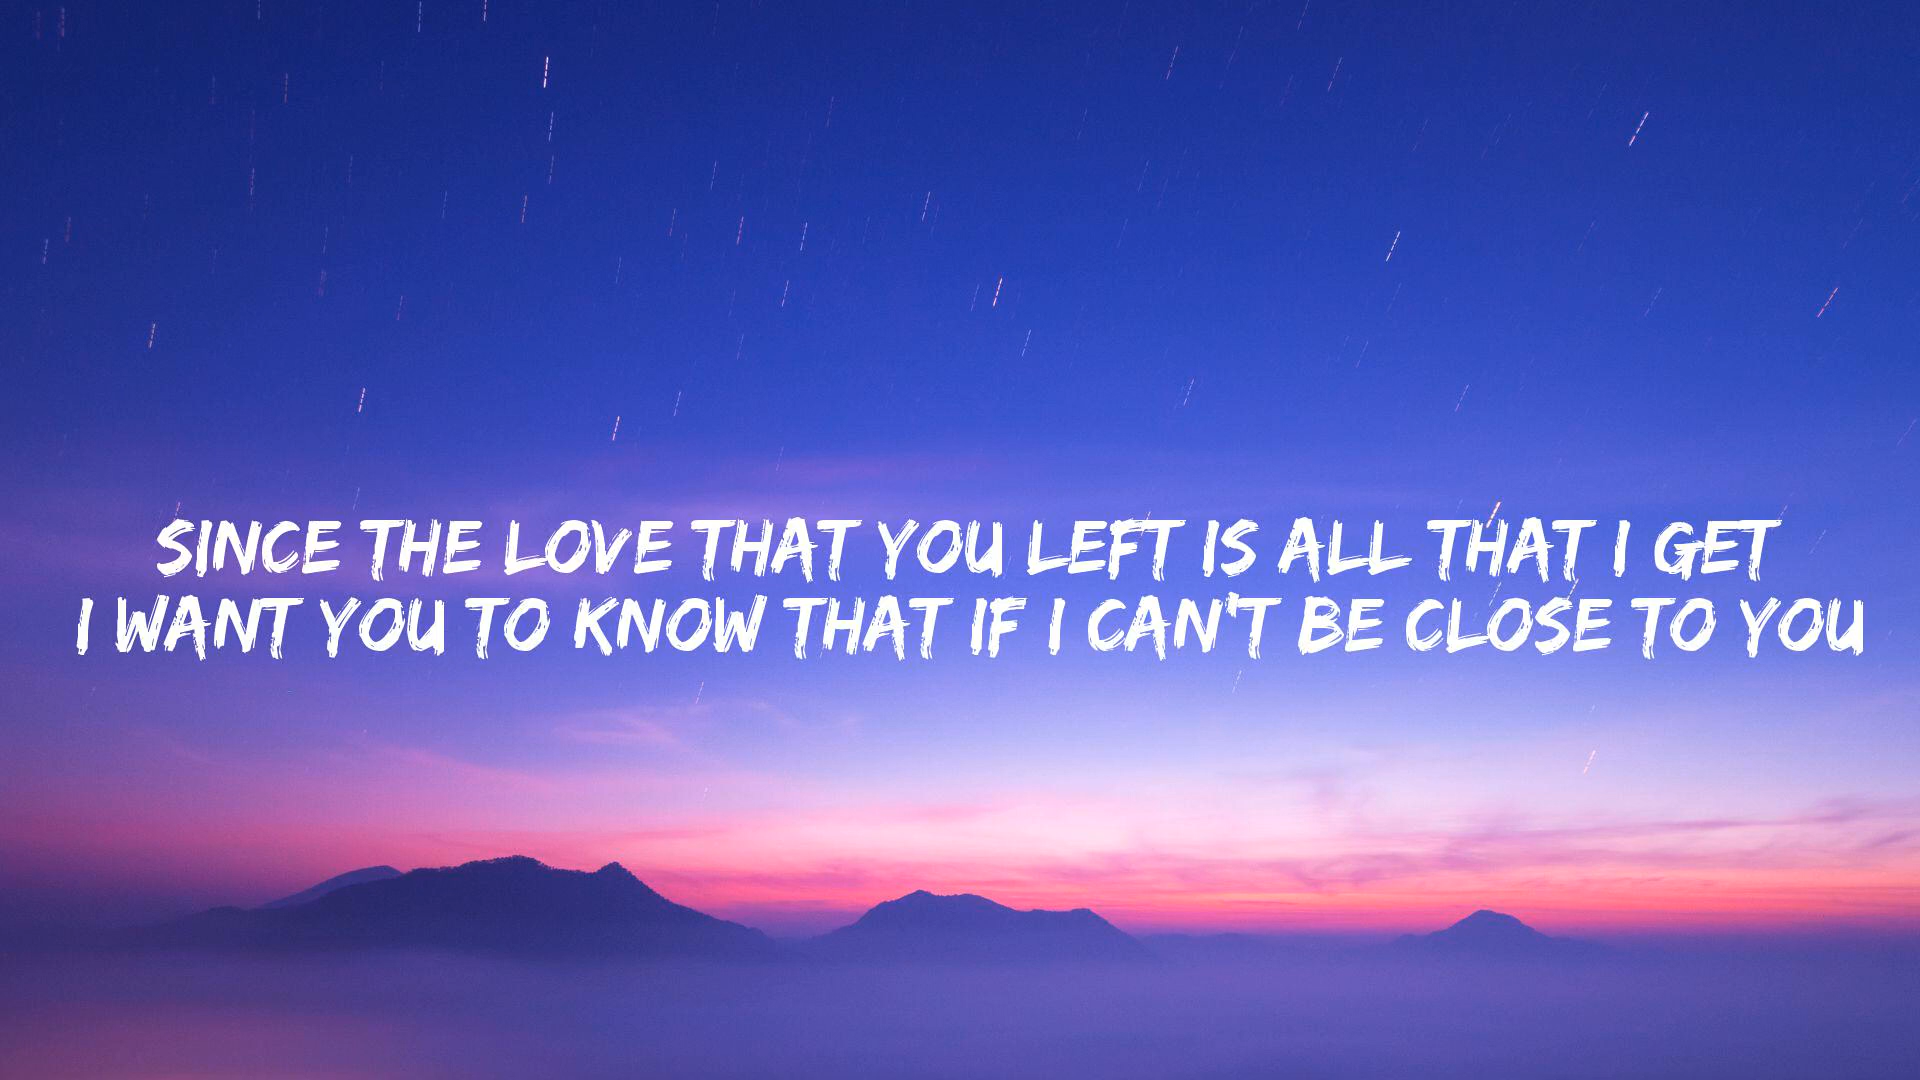 SINCE THE LOVE THAT YOU LEFT IS ALL THAT I GET
I WANT YOU TO KNOW THAT IF I CAN'T BE CLOSE TO YOU